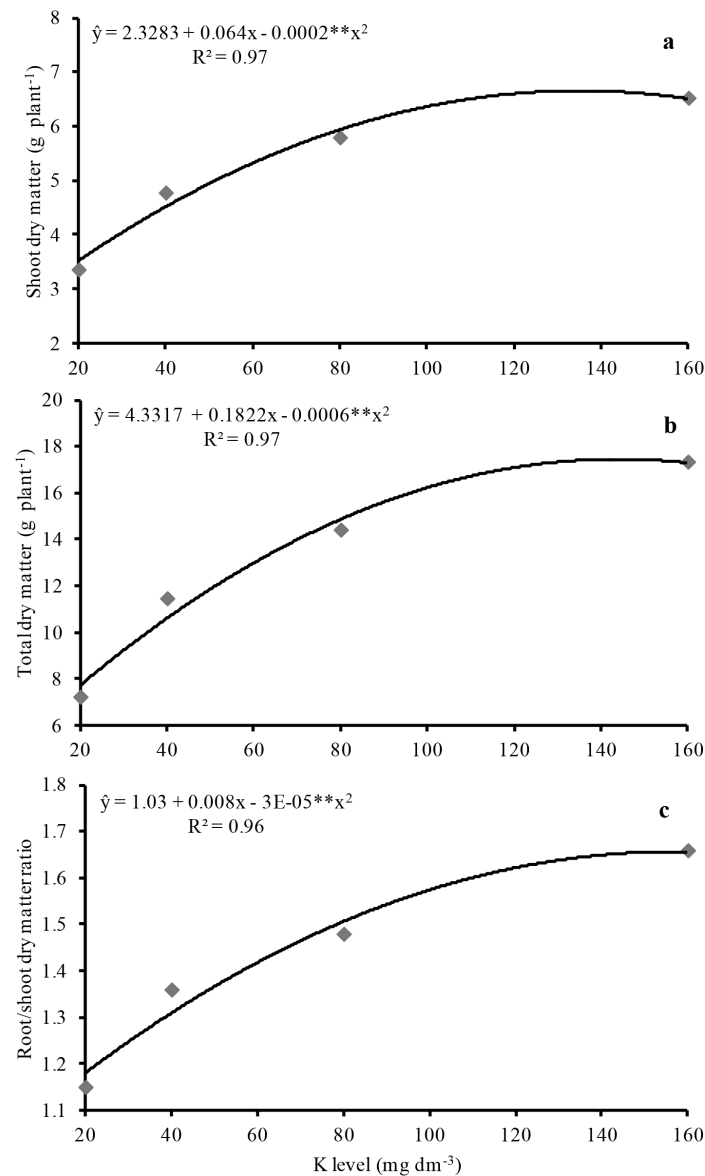 ŷ = 2.3283 + 0.064x - 0.0002**x²
R² = 0.97
a
Shoot dry matter (g plant⁻¹)
8
7
6
5
4
3
2
20 40 60 80 100 120 140 160
ŷ = 4.3317 + 0.1822x - 0.0006**x²
R² = 0.97
b
Total dry matter (g plant⁻¹)
20
18
16
14
12
10
8
6
20 40 60 80 100 120 140 160
ŷ = 1.03 + 0.008x - 3E-05**x²
R² = 0.96
c
Root/shoot dry matter ratio
1.8
1.7
1.6
1.5
1.4
1.3
1.2
1.1
20 40 60 80 100 120 140 160
K level (mg dm⁻³)